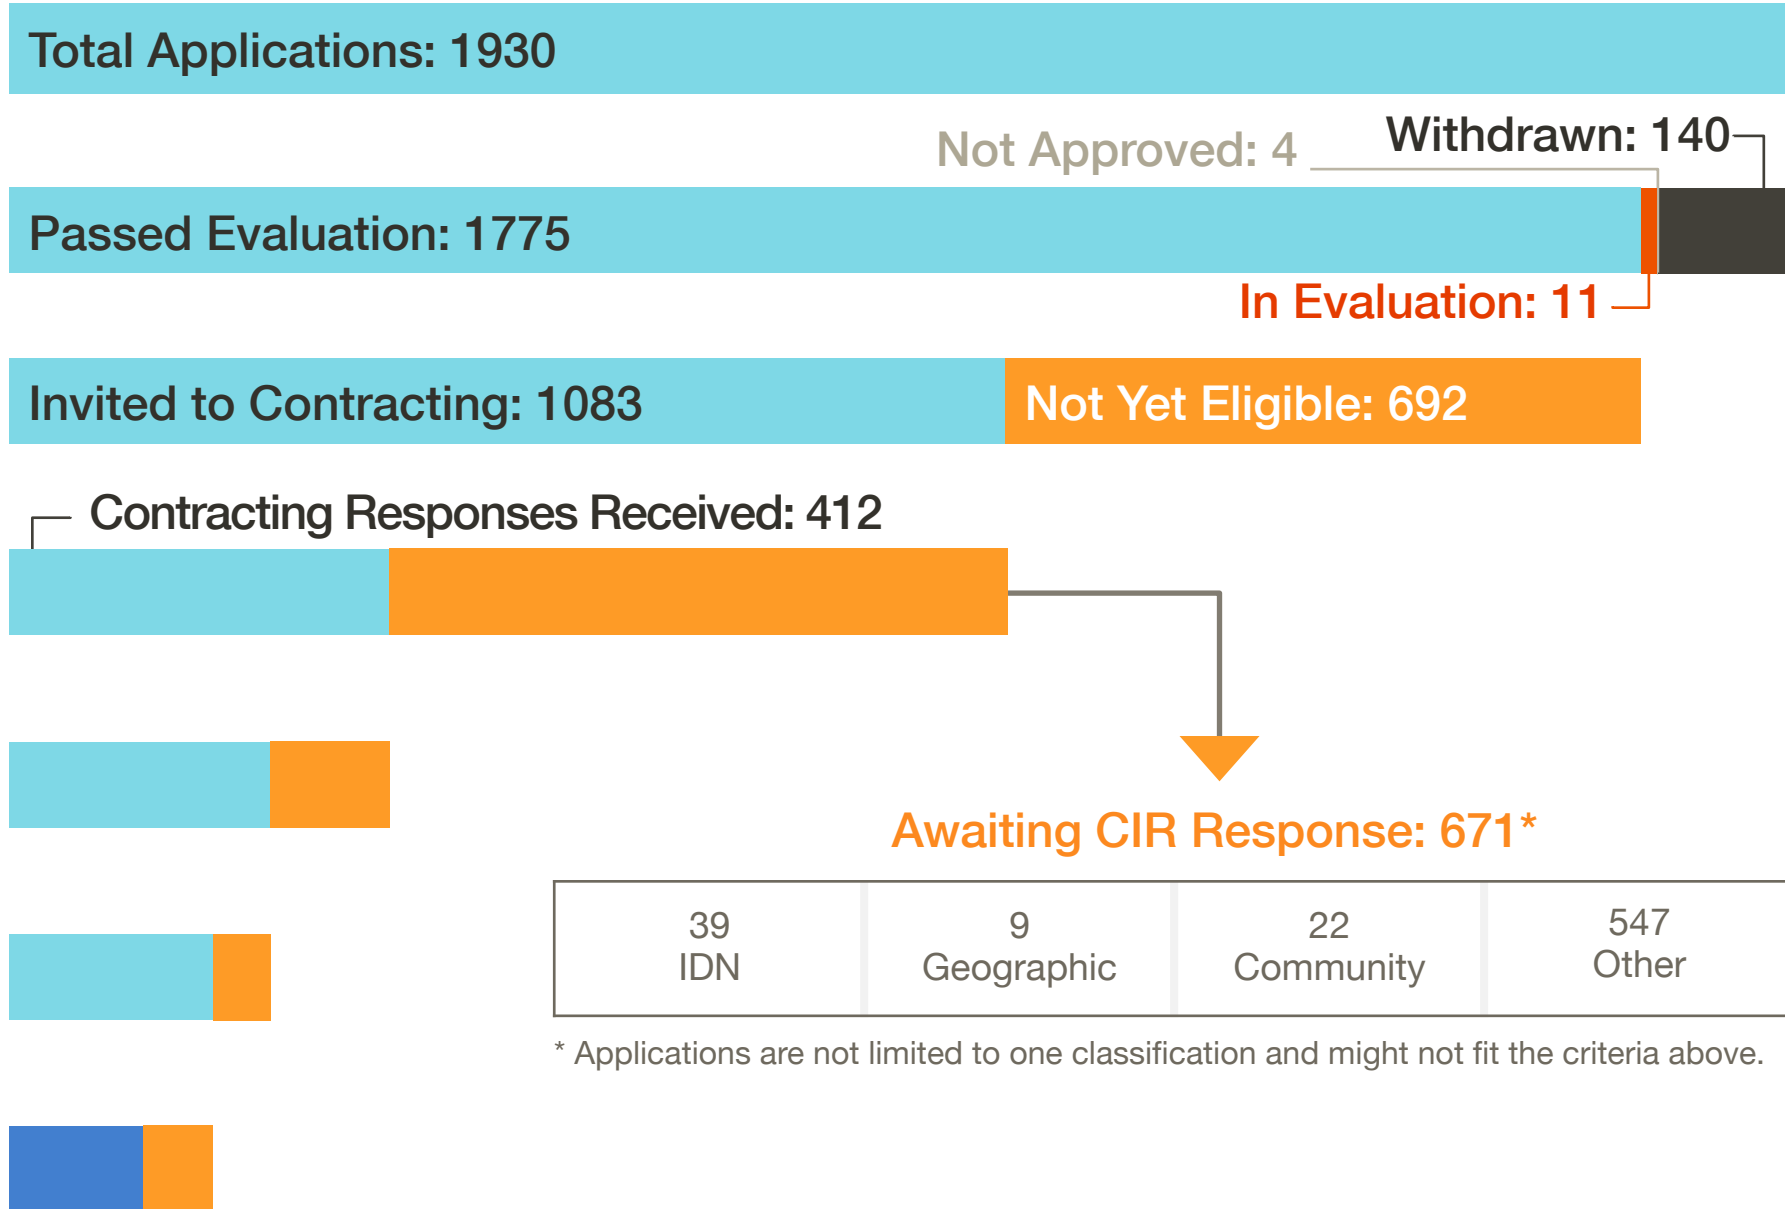 Total Applications: 1930
Not Approved: 4
Withdrawn: 140
Passed Evaluation: 1775
In Evaluation: 11
Invited to Contracting: 1083
Not Yet Eligible: 692
Contracting Responses Received: 412
Awaiting CIR Response: 671*
39
IDN
9
Geographic
22
Community
547
Other
* Applications are not limited to one classification and might not fit the criteria above.